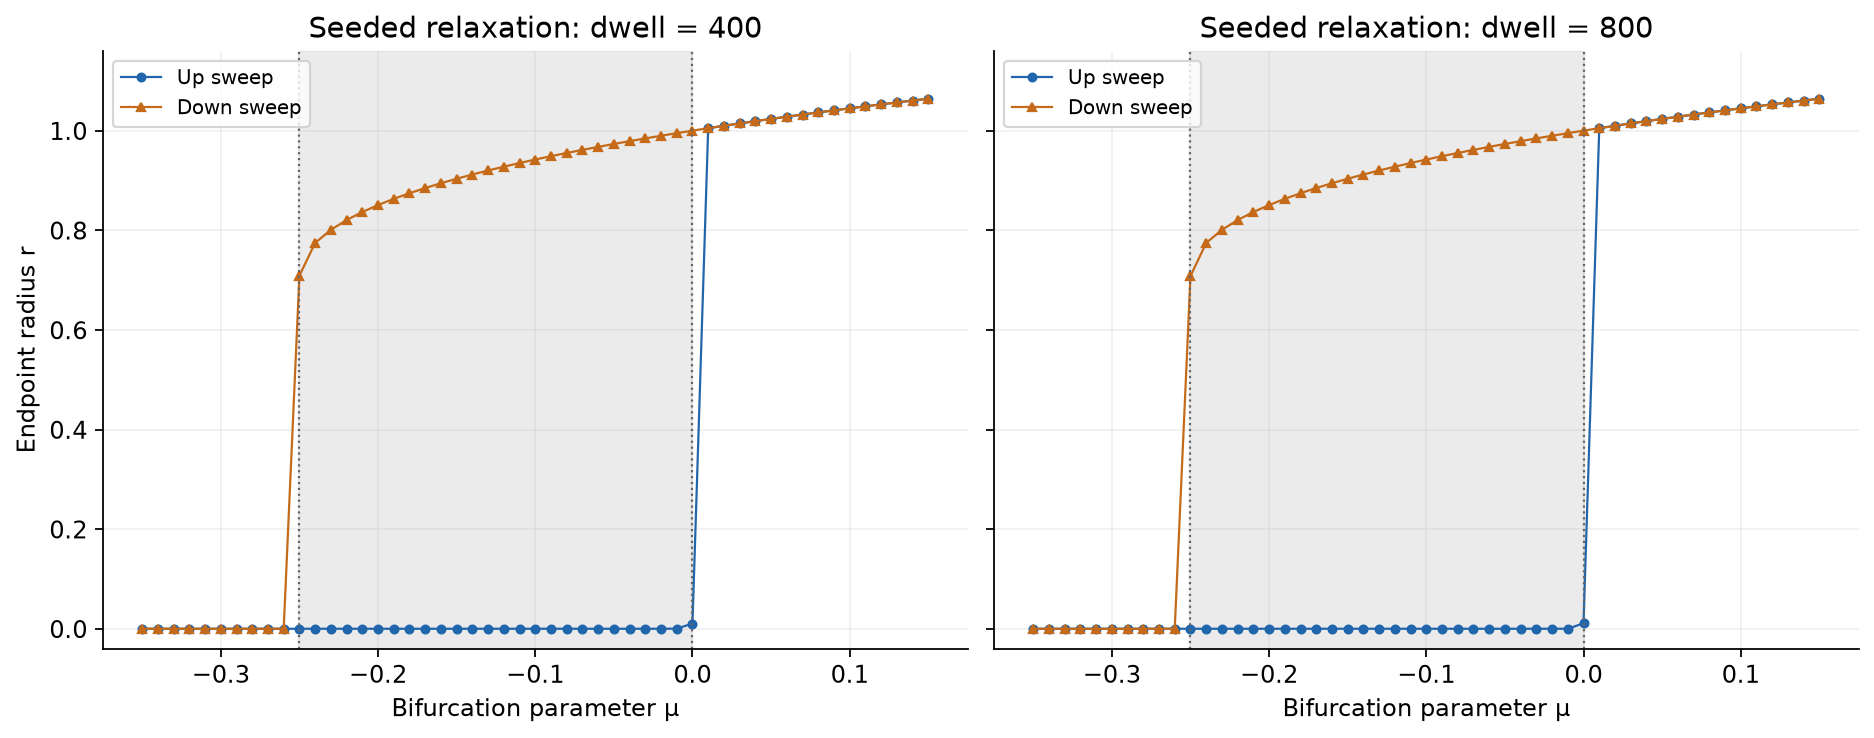 Seeded relaxation: dwell = 400
Up sweep
Down sweep
Endpoint radius r
1.0
0.8
0.6
0.4
0.2
0.0
−0.3
−0.2
−0.1
0.0
0.1
Bifurcation parameter μ
Seeded relaxation: dwell = 800
Up sweep
Down sweep
−0.3
−0.2
−0.1
0.0
0.1
Bifurcation parameter μ